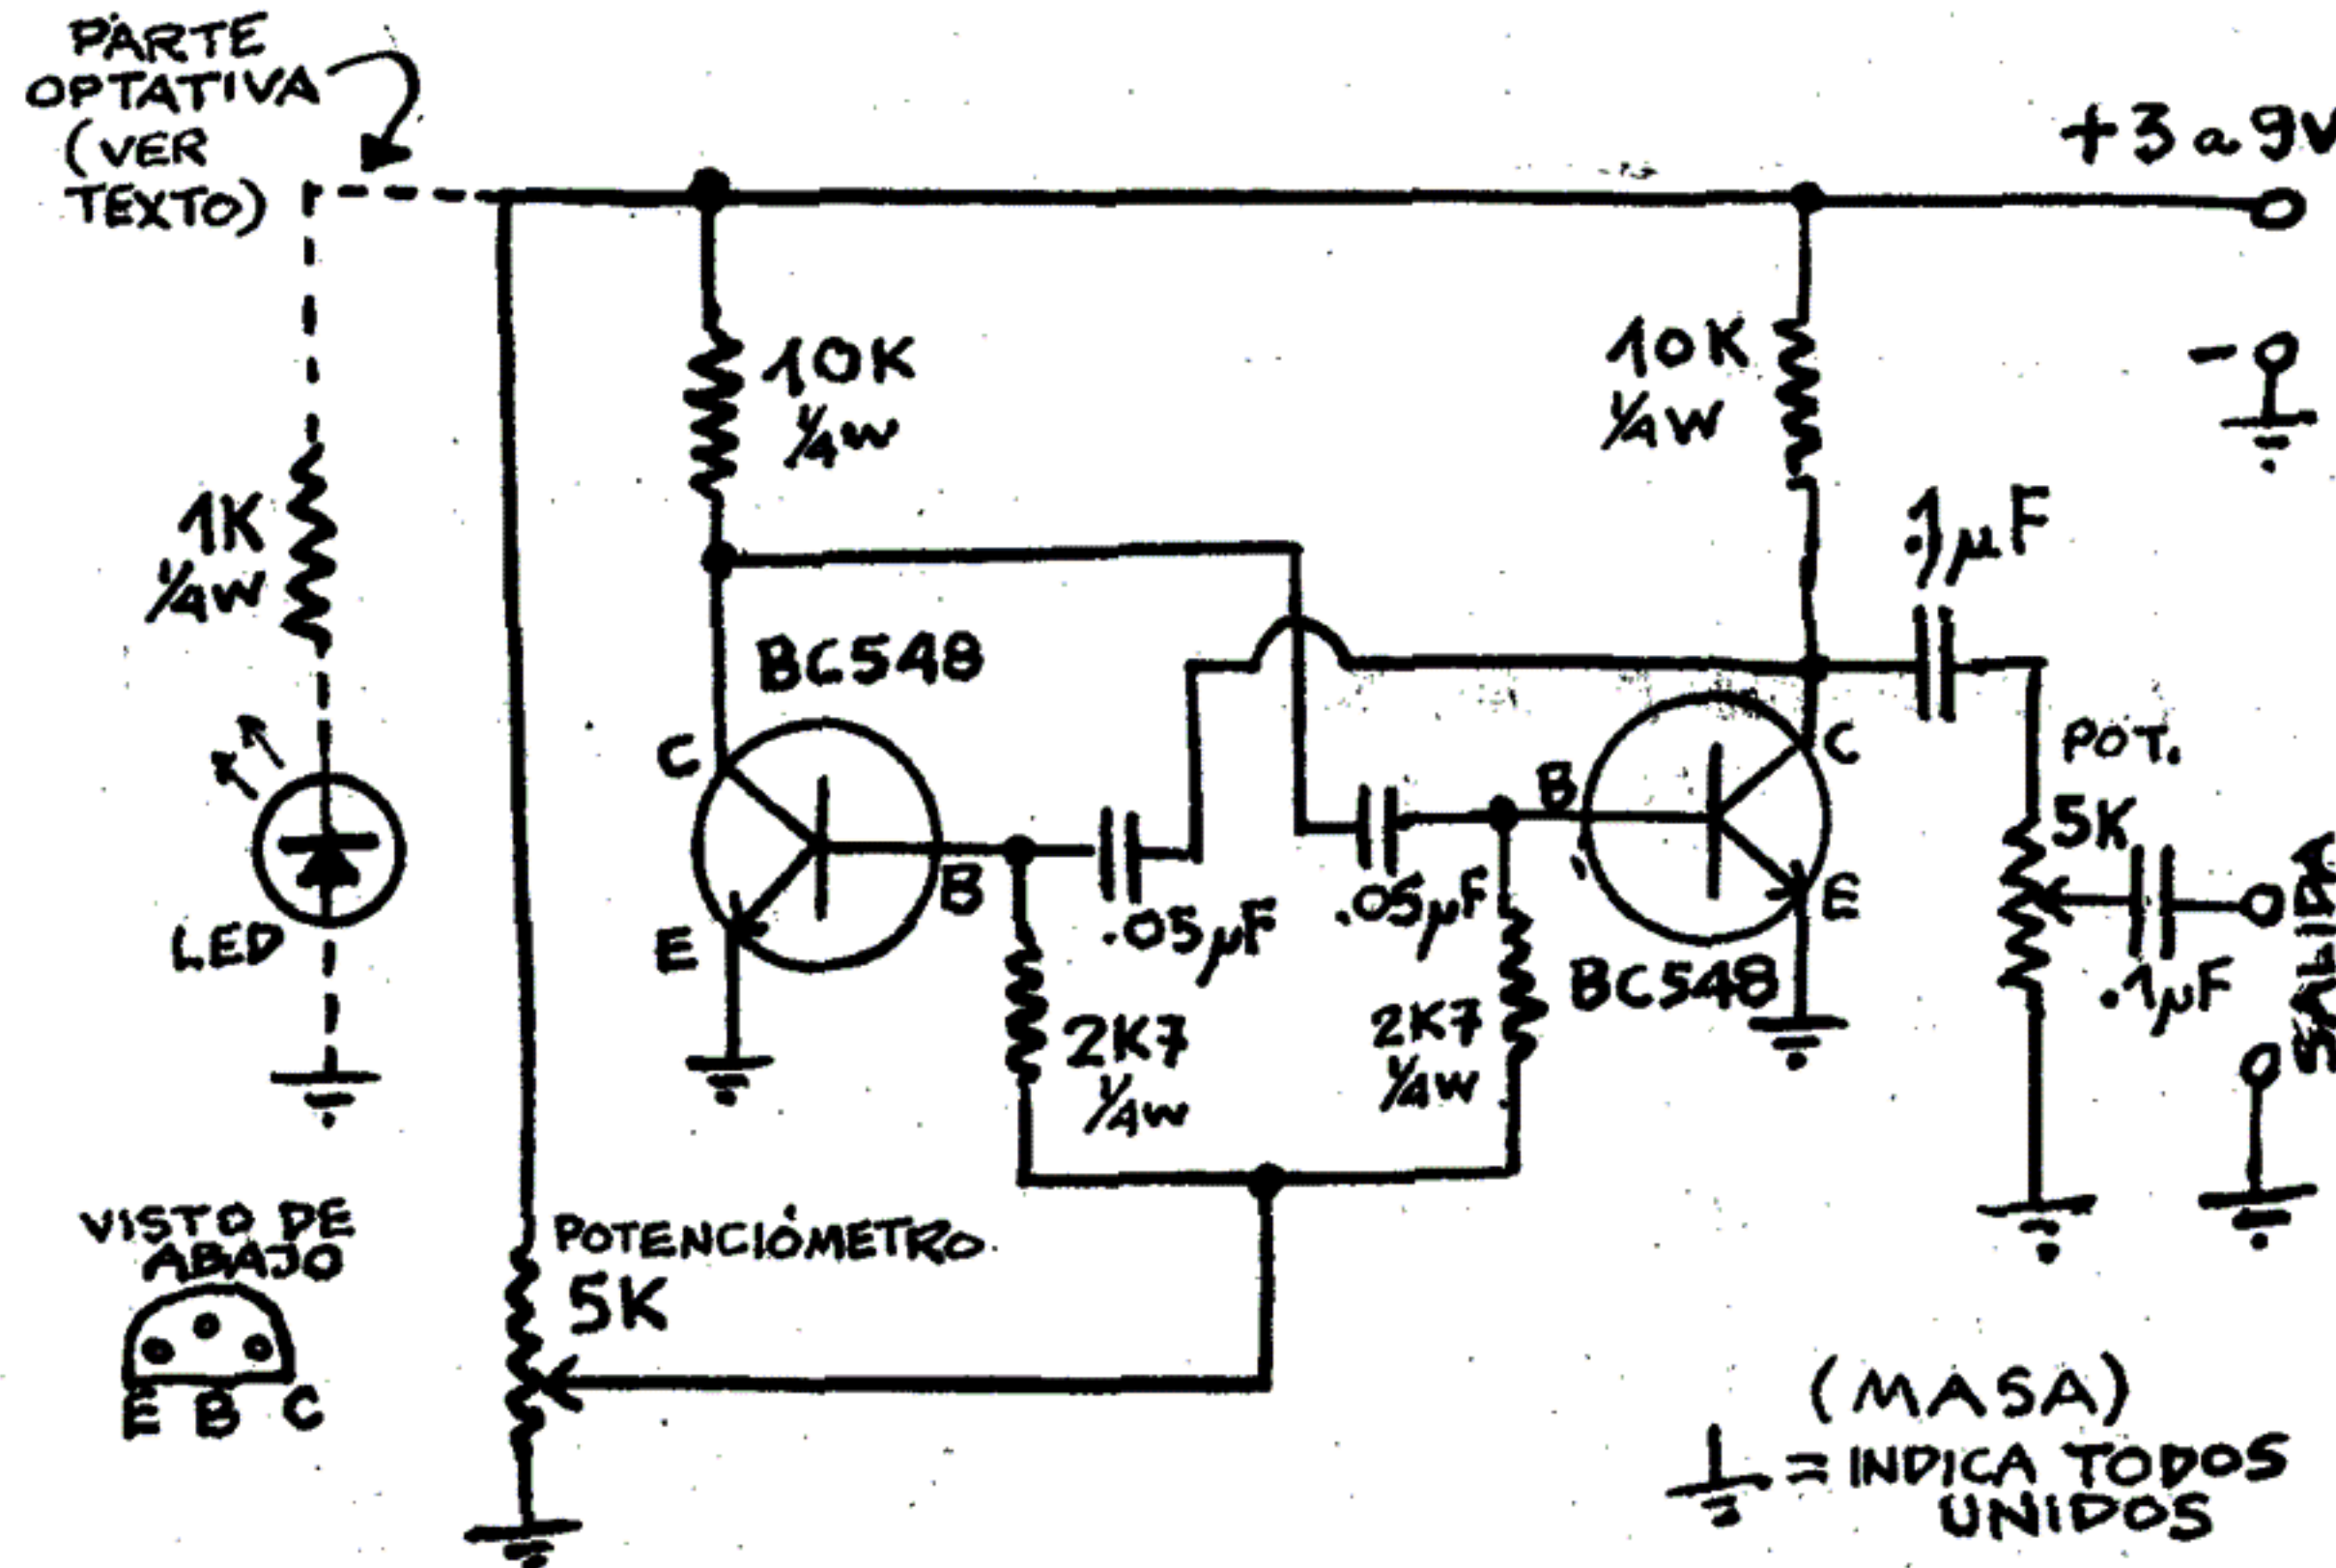 PARTE
OPTATIVA
(VER
TEXTO)
+3 a 9V
-
10K
1/4W
10K
1/4W
1K
1/4W
.1µF
BC548
C
B
E
LED
.05µF
.05µF
B
C
E
BC548
POT.
5K
.1µF
SALIDA
2K7
1/4W
2K7
1/4W
VISTO DE
ABAJO
E B C
POTENCIÓMETRO
5K
(MASA)
= INDICA TODOS
UNIDOS